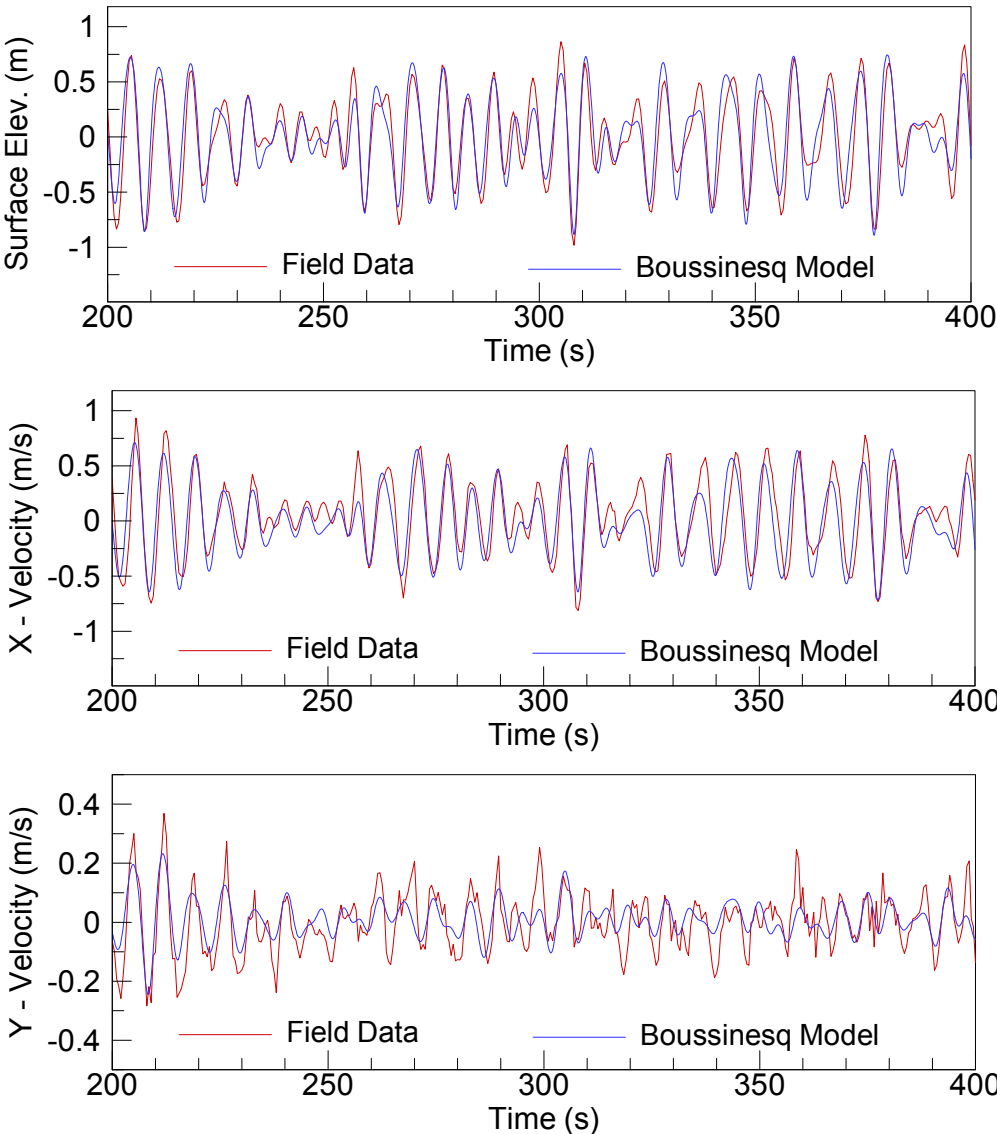 Surface Elev. (m)
1
0.5
0
-0.5
-1
Field Data Boussinesq Model
200 250 300 350 400
Time (s)
X - Velocity (m/s)
1
0.5
0
-0.5
-1
Field Data Boussinesq Model
200 250 300 350 400
Time (s)
Y - Velocity (m/s)
0.4
0.2
0
-0.2
-0.4
Field Data Boussinesq Model
200 250 300 350 400
Time (s)